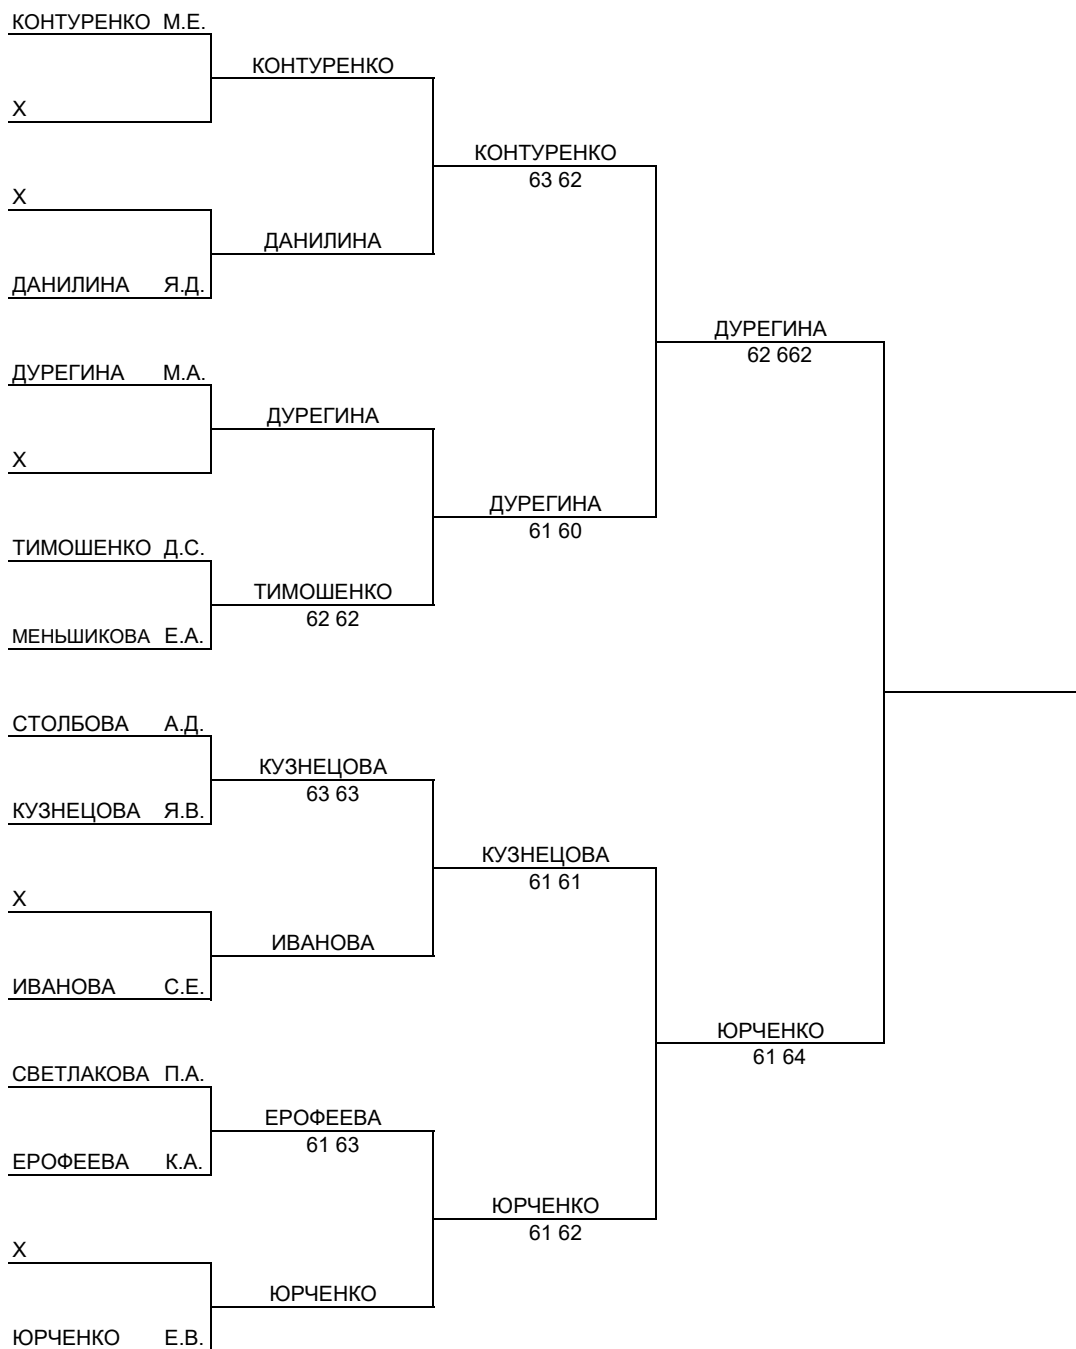 КОНТУРЕНКО М.Е.
КОНТУРЕНКО
Х
КОНТУРЕНКО
63 62
Х
ДАНИЛИНА
ДАНИЛИНА Я.Д.
ДУРЕГИНА
62 662
ДУРЕГИНА М.А.
ДУРЕГИНА
Х
ДУРЕГИНА
61 60
ТИМОШЕНКО Д.С.
ТИМОШЕНКО
62 62
МЕНЬШИКОВА Е.А.
СТОЛБОВА А.Д.
КУЗНЕЦОВА
63 63
КУЗНЕЦОВА Я.В.
КУЗНЕЦОВА
61 61
Х
ИВАНОВА
ИВАНОВА С.Е.
ЮРЧЕНКО
61 64
СВЕТЛАКОВА П.А.
ЕРОФЕЕВА
61 63
ЕРОФЕЕВА К.А.
ЮРЧЕНКО
61 62
Х
ЮРЧЕНКО
ЮРЧЕНКО Е.В.